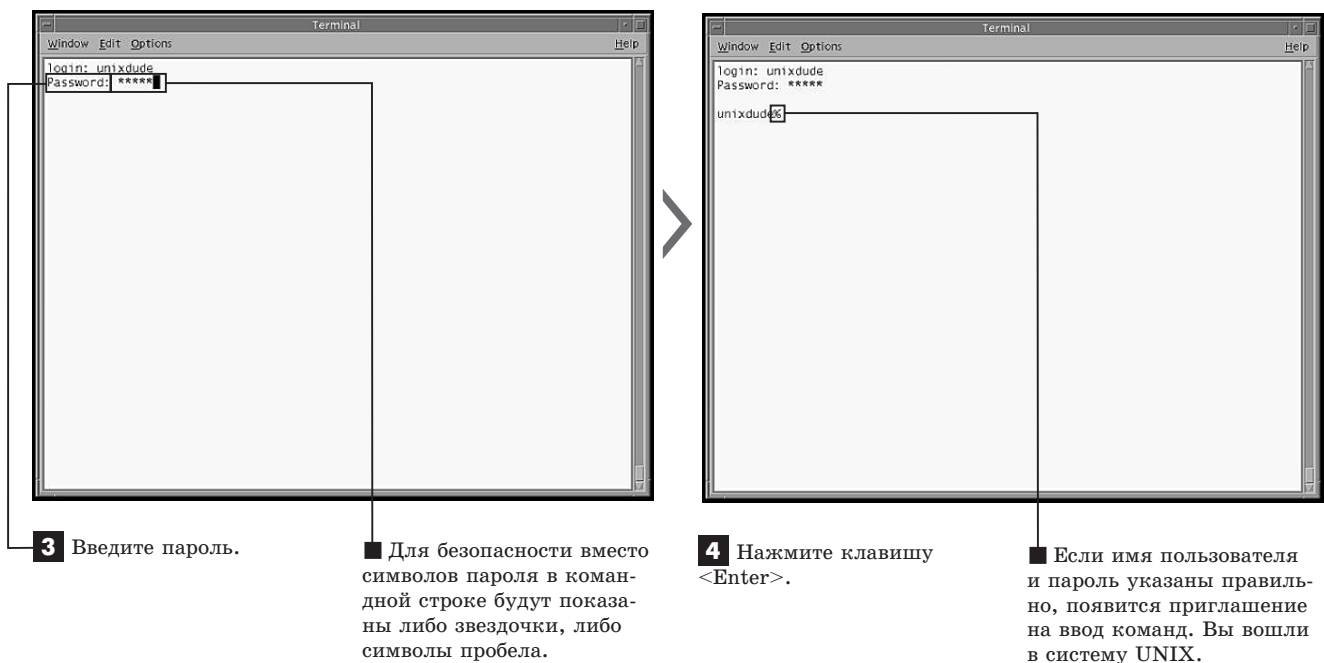 Terminal
Window Edit Options Help
login: unixdude
Password: *****
Terminal
Window Edit Options Help
login: unixdude
Password: *****
unixdude%
3 Введите пароль.
Для безопасности вместо
символов пароля в коман-
дной строке будут показа-
ны либо звездочки, либо
символы пробела.
4 Нажмите клавишу
<Enter>.
Если имя пользователя
и пароль указаны правиль-
но, появится приглашение
на ввод команд. Вы вошли
в систему UNIX.